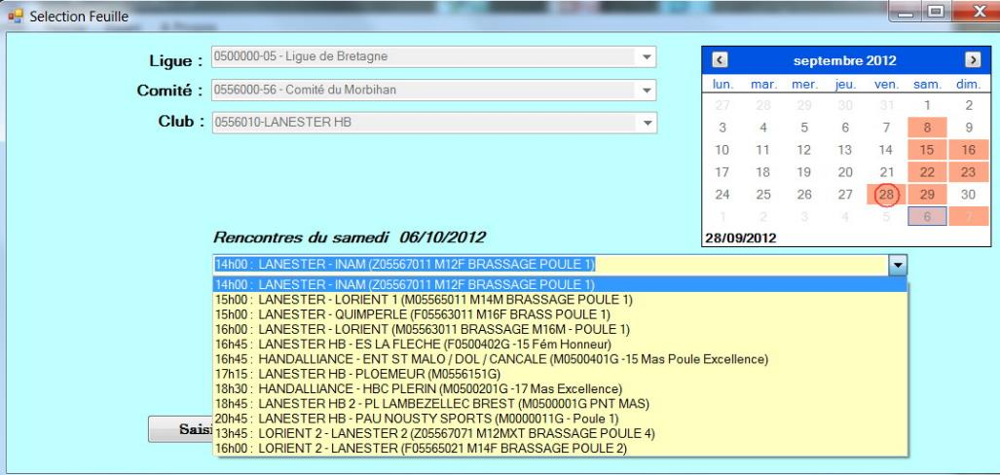 Selection Feuille
Ligue : 0500000-05 - Ligue de Bretagne
Comité : 0556000-56 - Comité du Morbihan
Club : 0556010-LANESTER HB
septembre 2012
lun. mar. mer. jeu. ven. sam. dim.
27 28 29 30 31 1 2
3 4 5 6 7 8 9
10 11 12 13 14 15 16
17 18 19 20 21 22 23
24 25 26 27 28 29 30
1 2 3 4 5 6 7
28/09/2012
Rencontres du samedi 06/10/2012
14h00 : LANESTER - INAM (Z05567011 M12F BRASSAGE POULE 1)
14h00 : LANESTER - INAM (Z05567011 M12F BRASSAGE POULE 1)
15h00 : LANESTER - LORIENT 1 (M05565011 M14M BRASSAGE POULE 1)
15h00 : LANESTER - QUIMPERLE (F05563011 M16F BRASS POULE 1)
16h00 : LANESTER - LORIENT (M05563011 BRASSAGE M16M - POULE 1)
16h45 : LANESTER HB - ES LA FLECHE (F0500402G -15 Fém Honneur)
16h45 : HANDALLIANCE - ENT ST MALO / DOL / CANCALE (M0500401G -15 Mas Poule Excellence)
17h15 : LANESTER HB - PLOEMEUR (M0556151G)
18h30 : HANDALLIANCE - HBC PLERIN (M0500201G -17 Mas Excellence)
18h45 : LANESTER HB 2 - PL LAMBEZELLEC BREST (M0500001G PNT MAS)
20h45 : LANESTER HB - PAU NOUSTY SPORTS (M0000011G - Poule 1)
13h45 : LORIENT 2 - LANESTER 2 (Z05567071 M12MXT BRASSAGE POULE 4)
16h00 : LORIENT 2 - LANESTER (F05565021 M14F BRASSAGE POULE 2)
Saisi